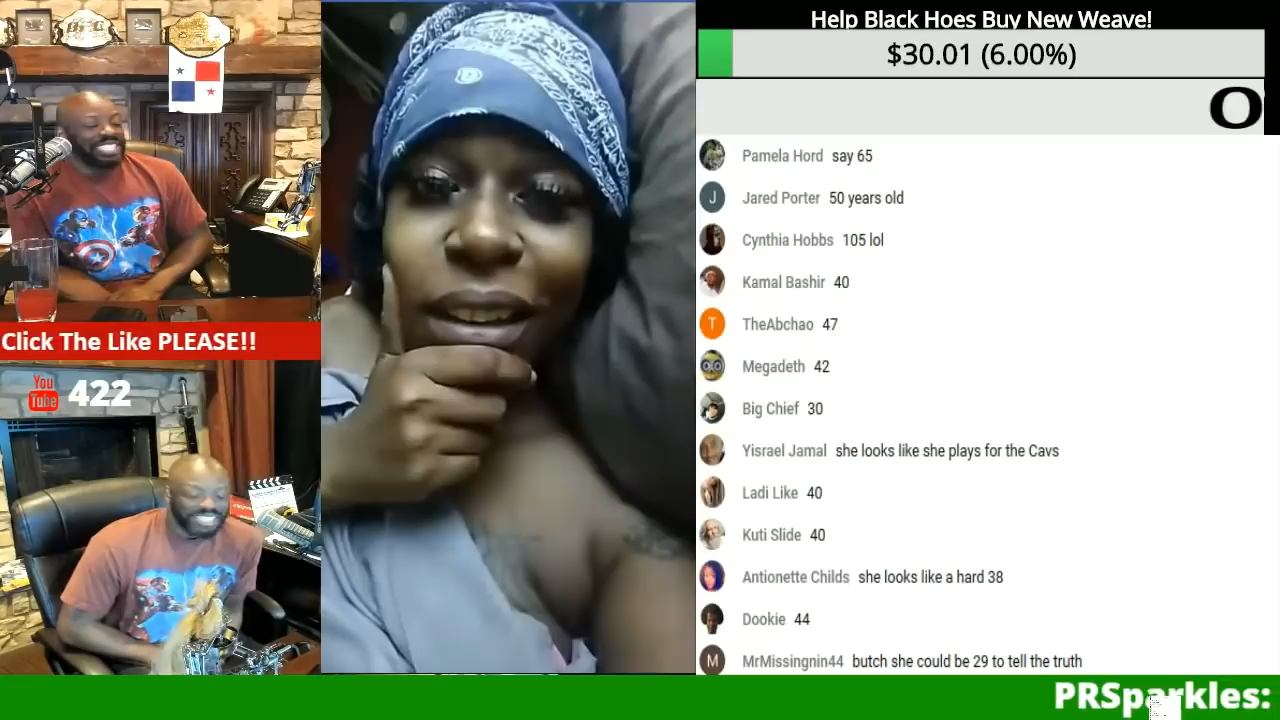 Help Black Hoes Buy New Weave!
$30.01 (6.00%)
O
Pamela Hord say 65
Jared Porter 50 years old
Cynthia Hobbs 105 lol
Kamal Bashir 40
TheAbchao 47
Megadeth 42
Big Chief 30
Yisrael Jamal she looks like she plays for the Cavs
Ladi Like 40
Kuti Slide 40
Antionette Childs she looks like a hard 38
Dookie 44
MrMissingnin44 butch she could be 29 to tell the truth
J
T
M
Click The Like PLEASE!!
You
Tube
422
PRSparkles: